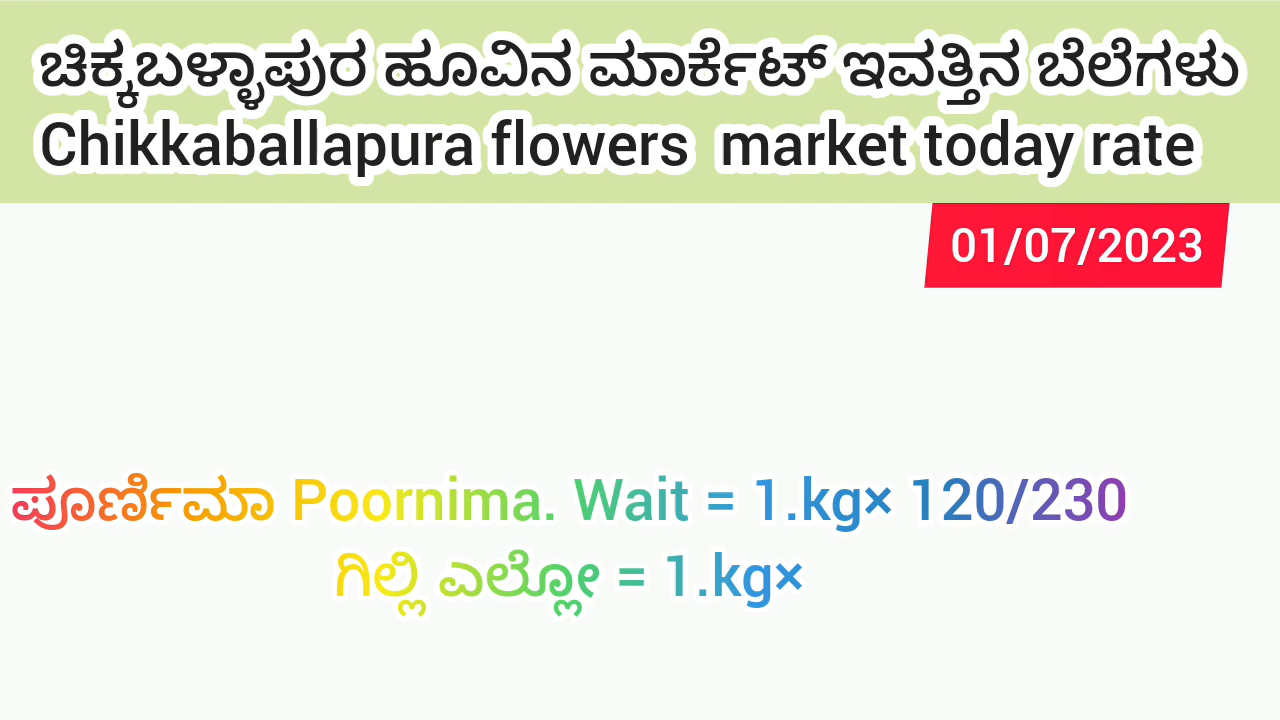 ಚಿಕ್ಕಬಳ್ಳಾಪುರ ಹೂವಿನ ಮಾರ್ಕೆಟ್ ಇವತ್ತಿನ ಬೆಲೆಗಳು
Chikkaballapura flowers market today rate
01/07/2023
ಪೂರ್ಣಿಮಾ Poornima. Wait = 1.kg× 120/230
ಗಿಲ್ಲಿ ಎಲ್ಲೋ = 1.kg×